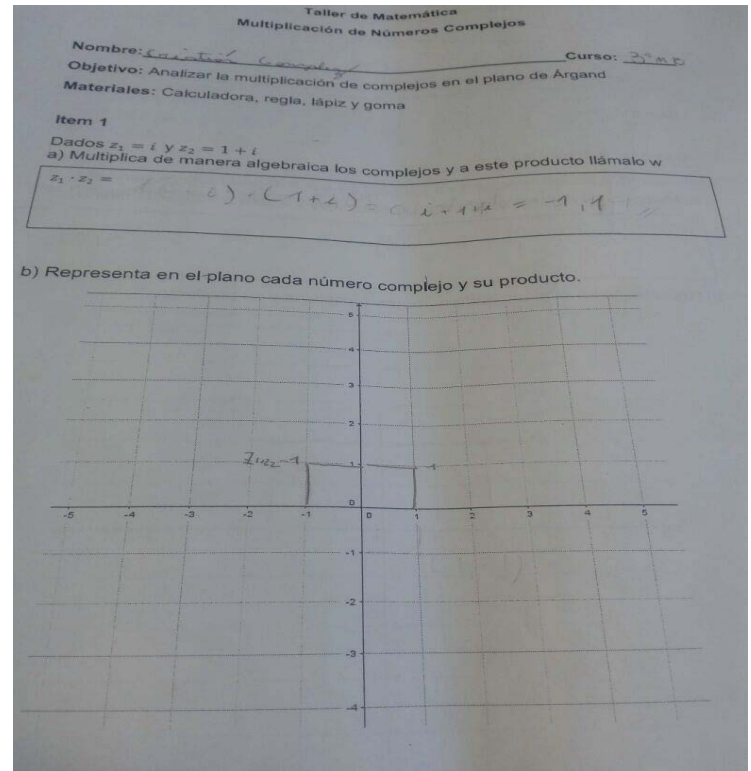 Taller de Matemática
Multiplicación de Números Complejos
Nombre:
Curso: 3°
Objetivo: Analizar la multiplicación de complejos en el plano de Árgand
Materiales: Calculadora, regla, lápiz y goma
Item 1
Dados z₁ = i y z₂ = 1 + i
a) Multiplica de manera algebraica los complejos y a este producto llámalo w
z₁ · z₂ = i) · (1+i) = = -1, 1
b) Representa en el plano cada número complejo y su producto.
5
4
3
2
-1 1 1
0
-5 -4 -3 -2 -1 0 1 2 3 4 5
-1
-2
-3
-4